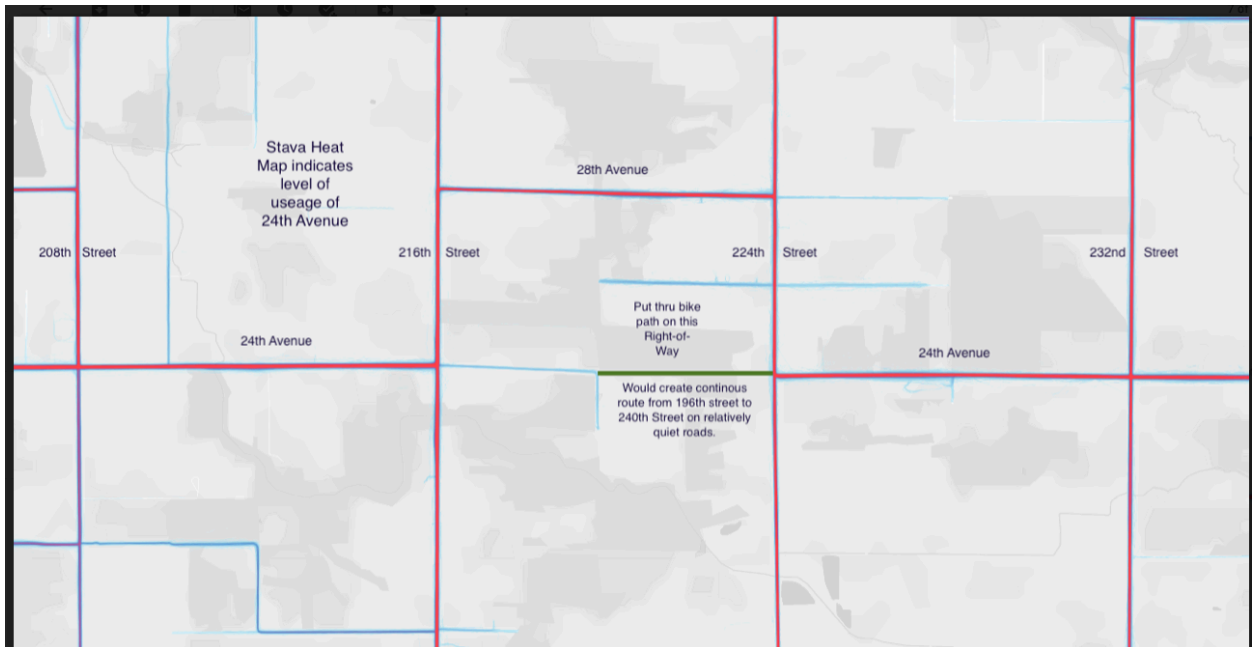 Stava Heat
Map indicates
level of
useage of
24th Avenue
28th Avenue
208th Street
216th Street
224th Street
232nd Street
Put thru bike
path on this
Right-of-
Way
24th Avenue
24th Avenue
Would create continous
route from 196th street to
240th Street on relatively
quiet roads.